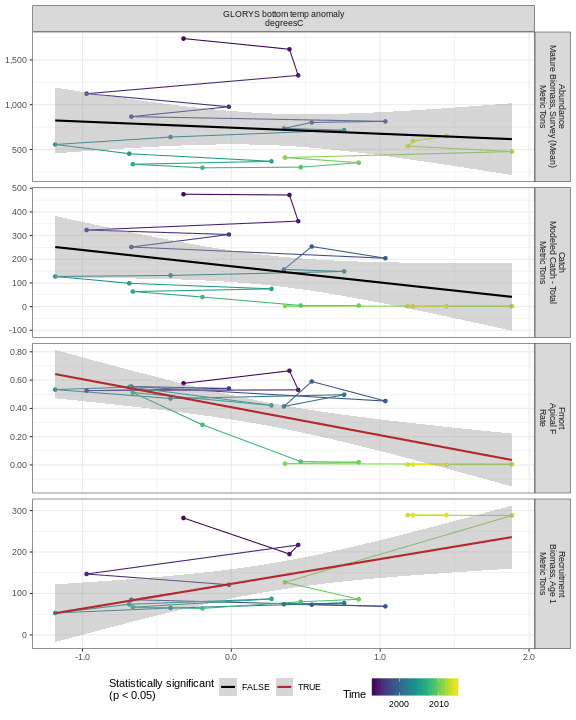 GLORYS bottom temp anomaly
degreesC
1,500
1,000
500
Abundance
Mature Biomass, Survey (Mean)
Metric Tons
500
400
300
200
100
0
-100
Catch
Modeled Catch - Total
Metric Tons
0.80
0.60
0.40
0.20
0.00
Fmort
Apical F
Rate
300
200
100
0
Recruitment
Biomass, Age 1
Metric Tons
-1.0 0.0 1.0 2.0
Statistically significant
(p < 0.05)
FALSE TRUE
Time
2000 2010